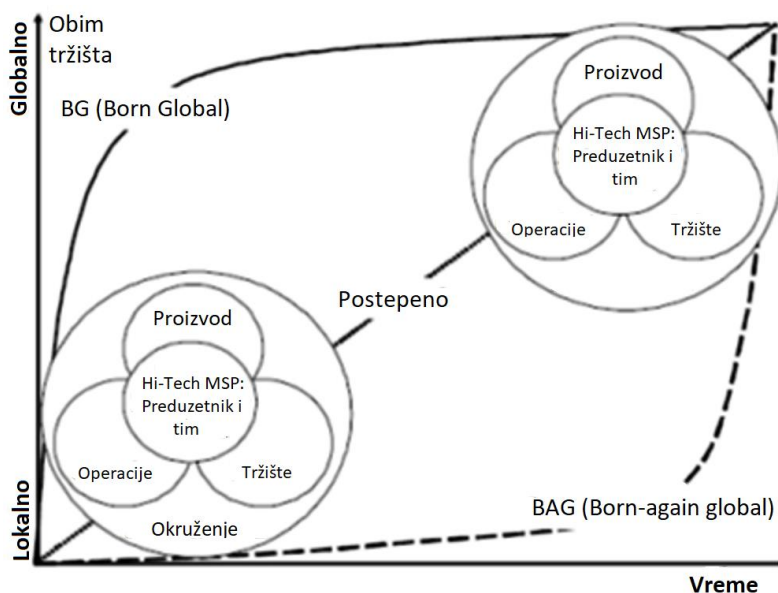 Globalno
Obim
tržišta
BG (Born Global)
Proizvod
Hi-Tech MSP:
Preduzetnik i
tim
Operacije
Tržište
Postepeno
Proizvod
Hi-Tech MSP:
Preduzetnik i
tim
Operacije
Tržište
Okruženje
BAG (Born-again global)
Lokalno
Vreme